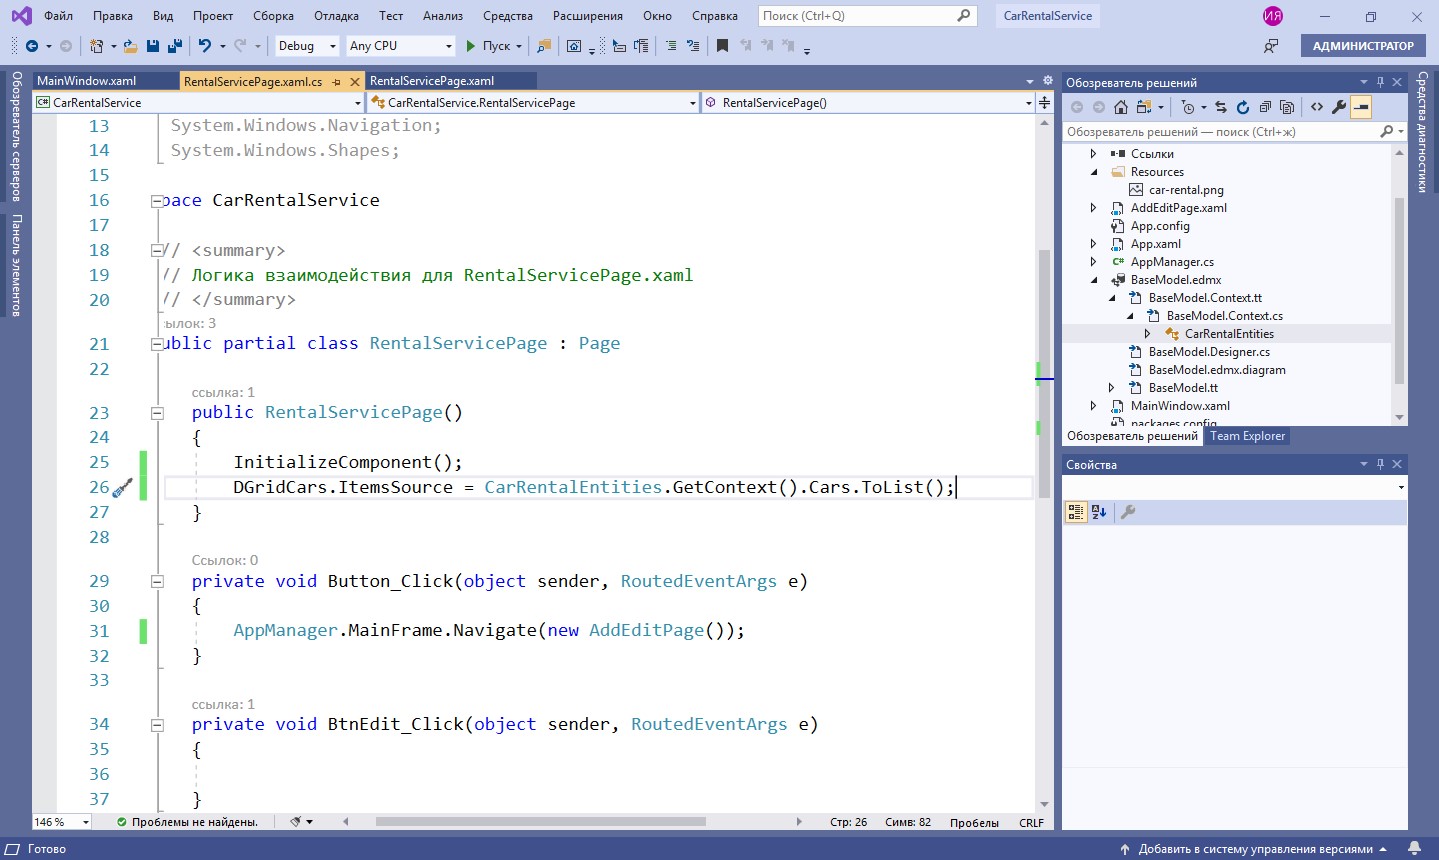 Файл Правка Вид Проект Сборка Отладка Тест Анализ Средства Расширения Окно Справка Поиск (Ctrl+Q) CarRentalService ИЯ
Debug Any CPU Пуск АДМИНИСТРАТОР
MainWindow.xaml RentalServicePage.xaml.cs RentalServicePage.xaml
CarRentalService CarRentalService.RentalServicePage RentalServicePage()
Обозреватель серверов
Панель элементов
13 System.Windows.Navigation;
14 System.Windows.Shapes;
15
16 pace CarRentalService
17
18 // <summary>
19 // Логика взаимодействия для RentalServicePage.xaml
20 // </summary>
сылок: 3
21 ublic partial class RentalServicePage : Page
22
ссылка: 1
23 public RentalServicePage()
24 {
25 InitializeComponent();
26 DGridCars.ItemsSource = CarRentalEntities.GetContext().Cars.ToList();
27 }
28
Ссылок: 0
29 private void Button_Click(object sender, RoutedEventArgs e)
30 {
31 AppManager.MainFrame.Navigate(new AddEditPage());
32 }
33
ссылка: 1
34 private void BtnEdit_Click(object sender, RoutedEventArgs e)
35 {
36
37 }
146 % Проблемы не найдены. Стр: 26 Симв: 82 Пробелы CRLF
Обозреватель решений
Обозреватель решений — поиск (Ctrl+ж)
Ссылки
Resources
car-rental.png
AddEditPage.xaml
App.config
App.xaml
C# AppManager.cs
BaseModel.edmx
BaseModel.Context.tt
BaseModel.Context.cs
CarRentalEntities
BaseModel.Designer.cs
BaseModel.edmx.diagram
BaseModel.tt
MainWindow.xaml
packages.config
Обозреватель решений Team Explorer
Свойства
Средства диагностики
Готово Добавить в систему управления версиями